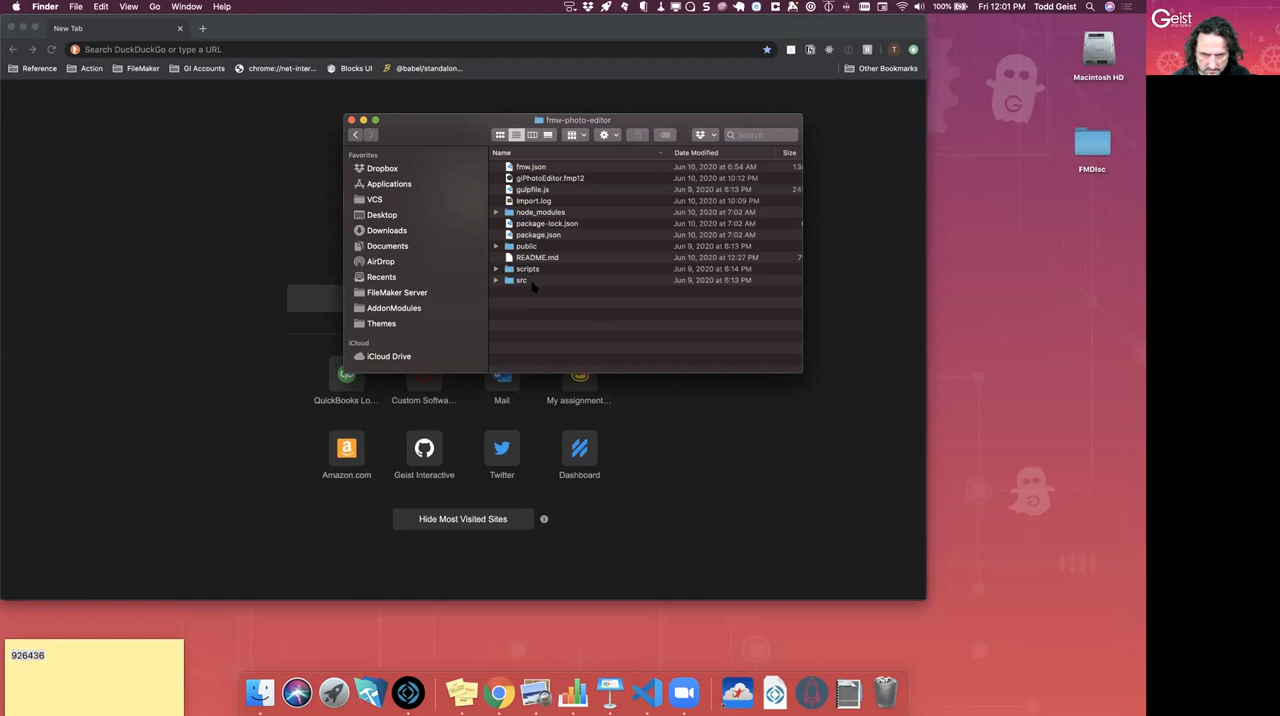 Finder File Edit View Go Window Help
100% Fri 12:01 PM Todd Geist
New Tab
Search DuckDuckGo or type a URL
Reference Action FileMaker GI Accounts chrome://net-inter... Blocks UI @babel/standalon... Other Bookmarks
fmw-photo-editor
Search
Favorites
Dropbox
Applications
VCS
Desktop
Downloads
Documents
AirDrop
Recents
FileMaker Server
AddonModules
Themes
iCloud
iCloud Drive
Name Date Modified Size
fmw.json Jun 10, 2020 at 6:54 AM 13
giPhotoEditor.fmp12 Jun 10, 2020 at 10:12 PM
gulpfile.js Jun 9, 2020 at 6:13 PM 24
Import.log Jun 10, 2020 at 10:09 PM
node_modules Jun 10, 2020 at 7:02 AM
package-lock.json Jun 10, 2020 at 7:02 AM
package.json Jun 10, 2020 at 7:02 AM
public Jun 9, 2020 at 6:13 PM
README.md Jun 10, 2020 at 12:27 PM 7
scripts Jun 9, 2020 at 6:14 PM
src Jun 9, 2020 at 6:13 PM
QuickBooks Lo... Custom Softwa... Mail My assignment...
Amazon.com Geist Interactive Twitter Dashboard
Hide Most Visited Sites
926436
Macintosh HD
FMDisc
Geist